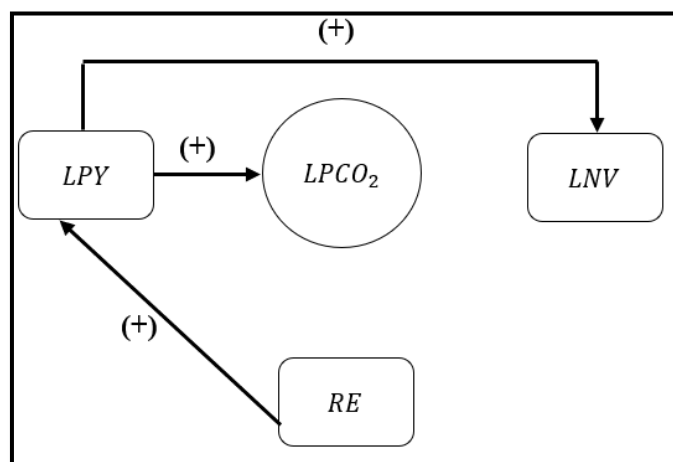 (+)
LPY
(+)
LPCO₂
LNV
(+)
RE